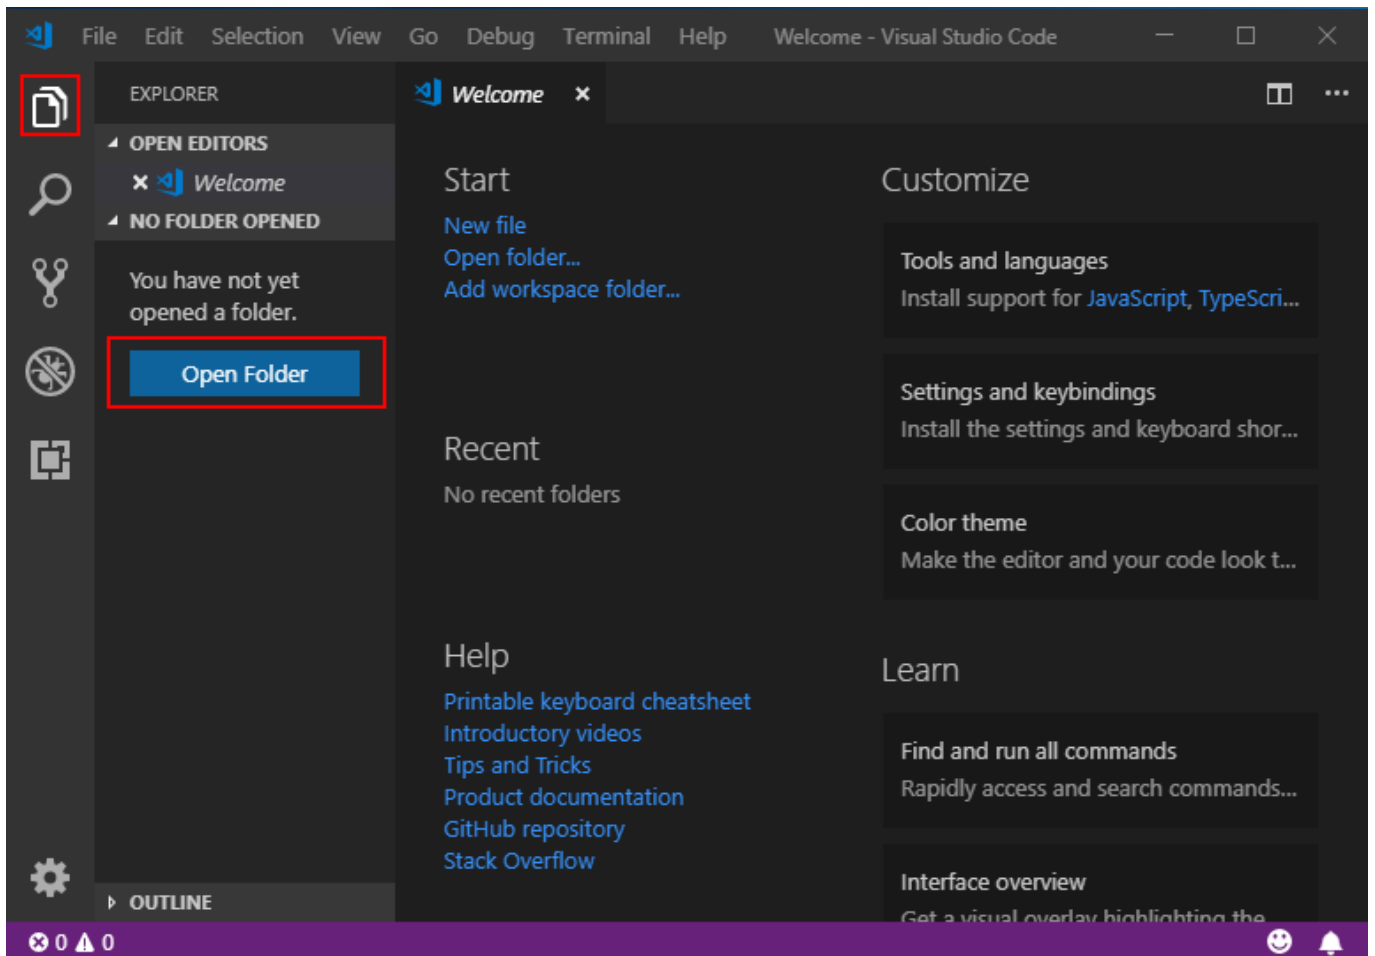 File Edit Selection View Go Debug Terminal Help Welcome - Visual Studio Code
EXPLORER
OPEN EDITORS
Welcome
NO FOLDER OPENED
You have not yet
opened a folder.
Open Folder
OUTLINE
Welcome
Start
New file
Open folder...
Add workspace folder...
Recent
No recent folders
Help
Printable keyboard cheatsheet
Introductory videos
Tips and Tricks
Product documentation
GitHub repository
Stack Overflow
Customize
Tools and languages
Install support for JavaScript, TypeScri...
Settings and keybindings
Install the settings and keyboard shor...
Color theme
Make the editor and your code look t...
Learn
Find and run all commands
Rapidly access and search commands...
Interface overview
Get a visual overlay highlighting the
0 0